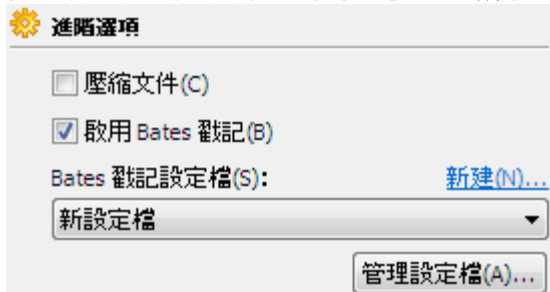 進階選項
壓縮文件(C)
啟用 Bates 戳記(B)
Bates 戳記設定檔(S): 新建(N)...
新設定檔
管理設定檔(A)...